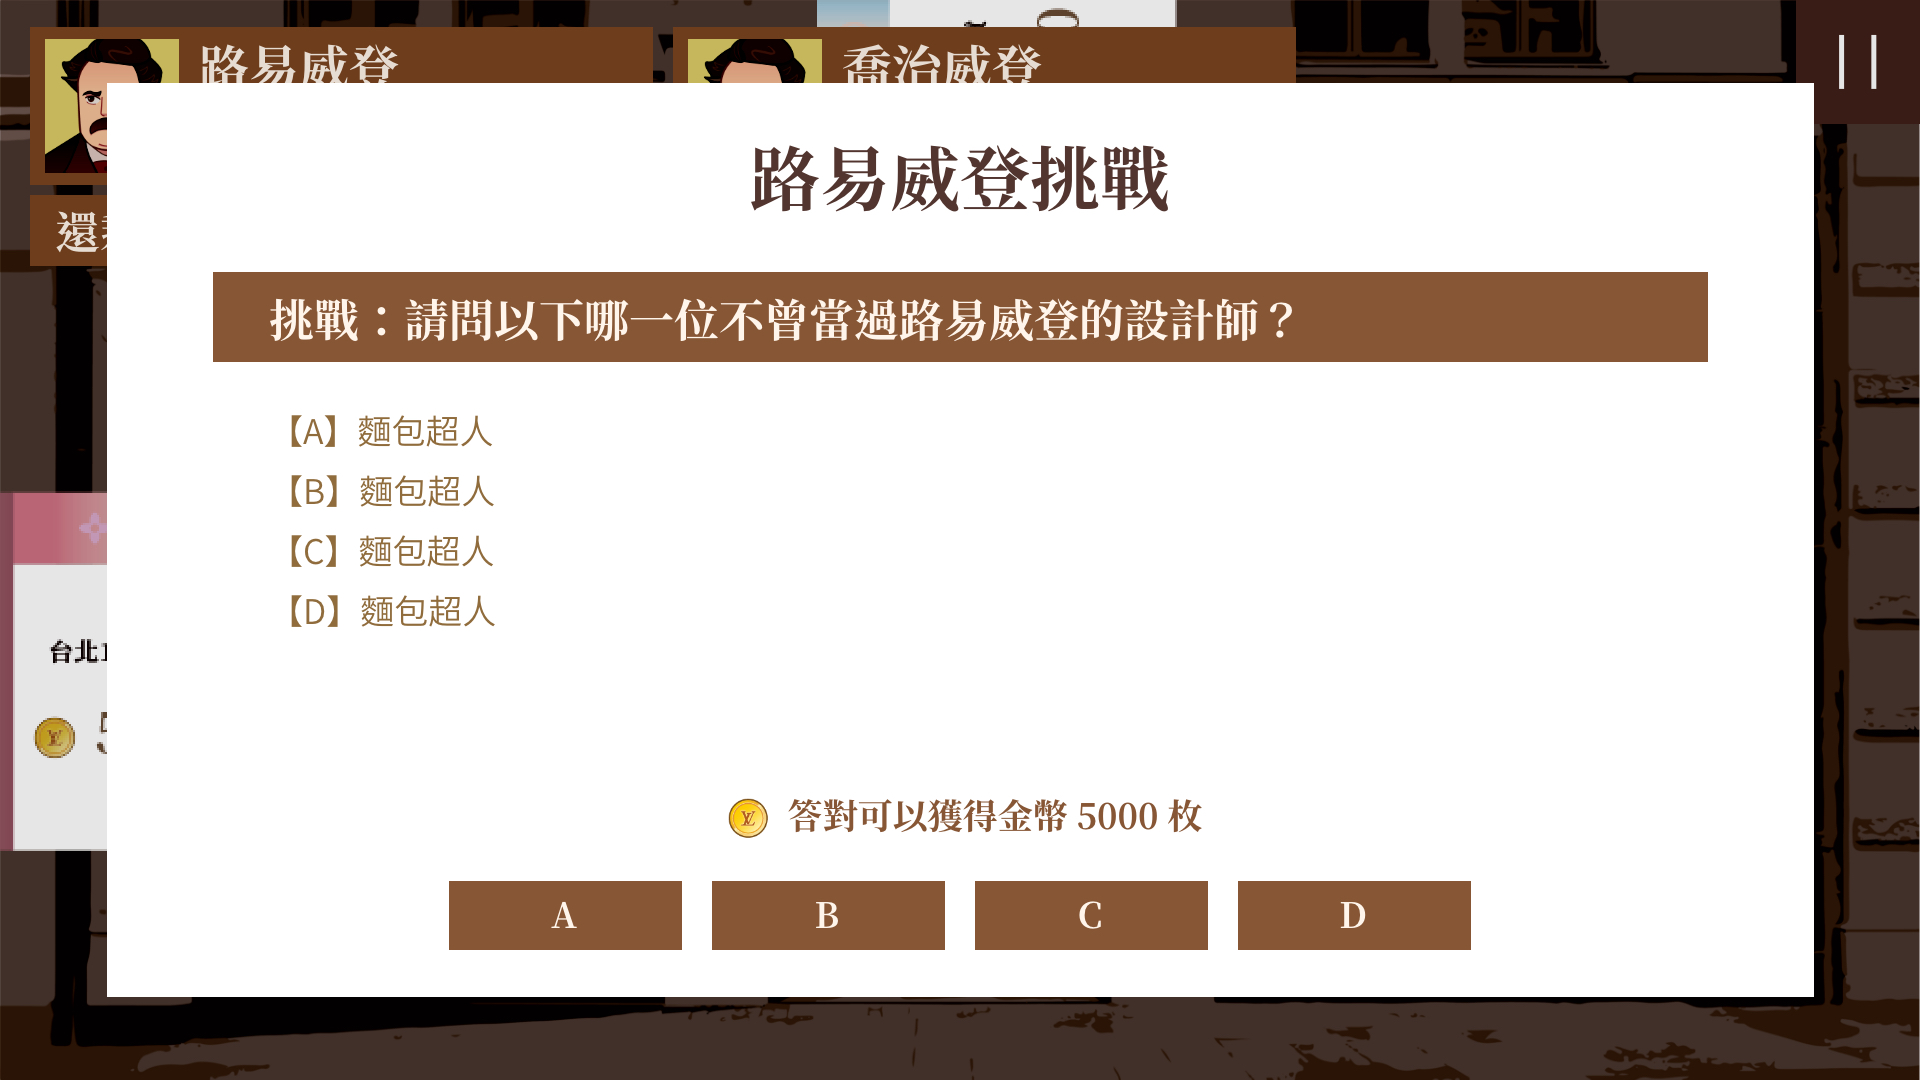 路易威登
喬治威登
路易威登挑戰
挑戰：請問以下哪一位不曾當過路易威登的設計師？
【A】麵包超人
【B】麵包超人
【C】麵包超人
【D】麵包超人
還
台北
答對可以獲得金幣 5000 枚
A
B
C
D